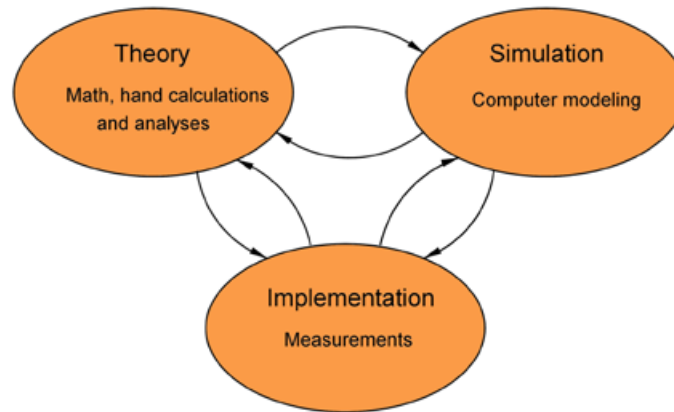 Theory
Math, hand calculations
and analyses
Simulation
Computer modeling
Implementation
Measurements